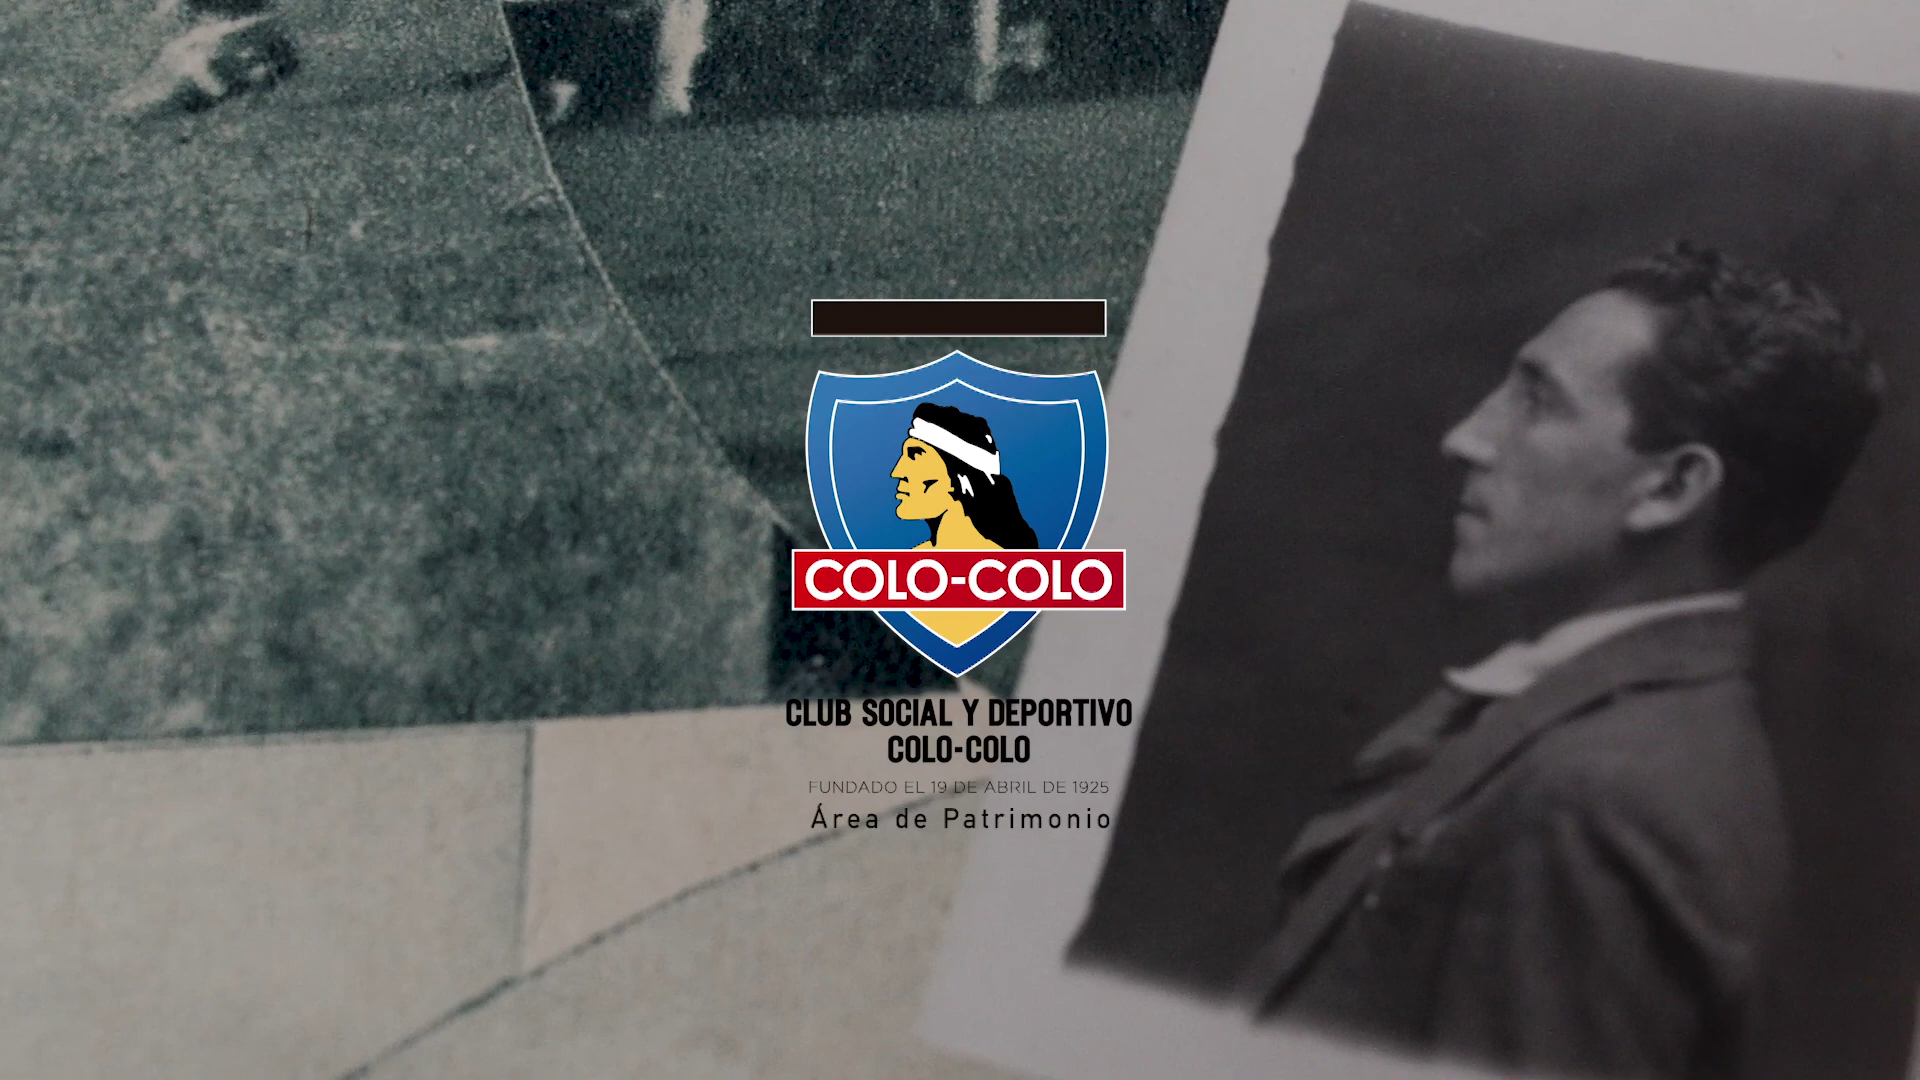 COLO-COLO
CLUB SOCIAL Y DEPORTIVO
COLO-COLO
FUNDADO EL 19 DE ABRIL DE 1925
Área de Patrimonio